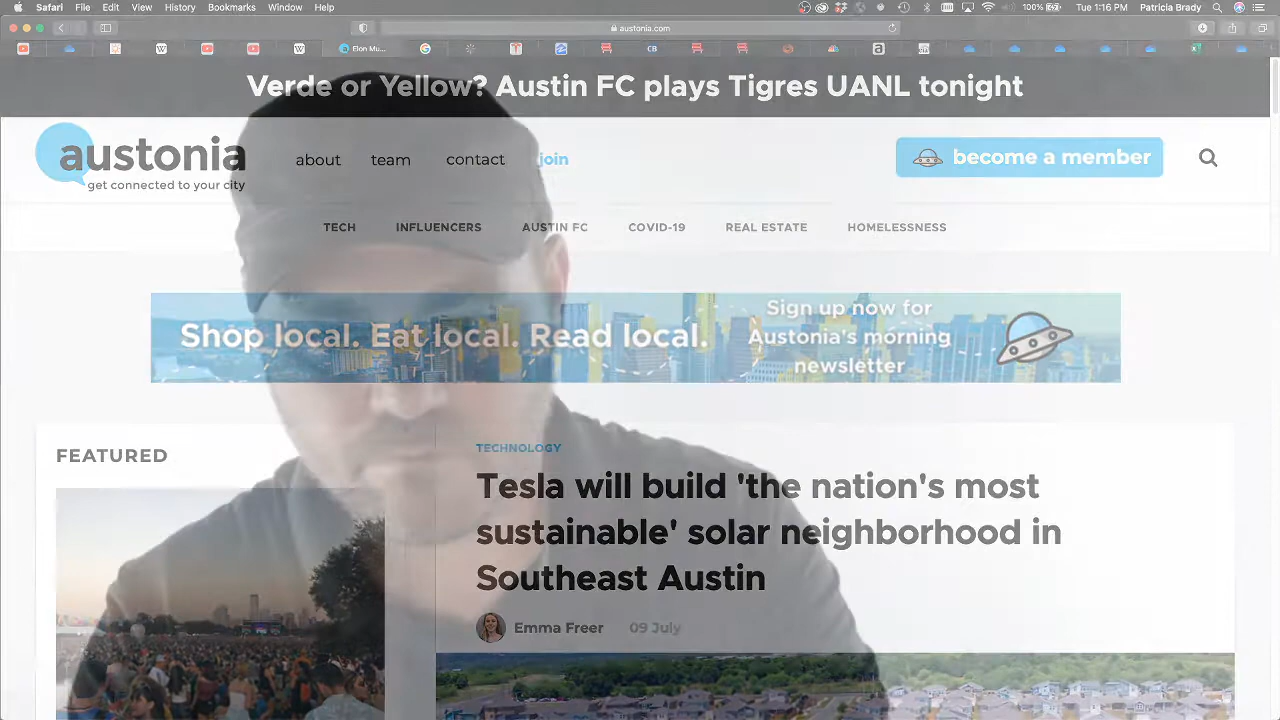 Safari File Edit View History Bookmarks Window Help 100% Tue 1:16 PM Patricia Brady
austonia.com
Elon Mu...
Verde or Yellow? Austin FC plays Tigres UANL tonight
austonia
get connected to your city
about team contact join
become a member
TECH INFLUENCERS AUSTIN FC COVID-19 REAL ESTATE HOMELESSNESS
Shop local. Eat local. Read local.
Sign up now for
Austonia's morning
newsletter
FEATURED
TECHNOLOGY
Tesla will build 'the nation's most
sustainable' solar neighborhood in
Southeast Austin
Emma Freer 09 July